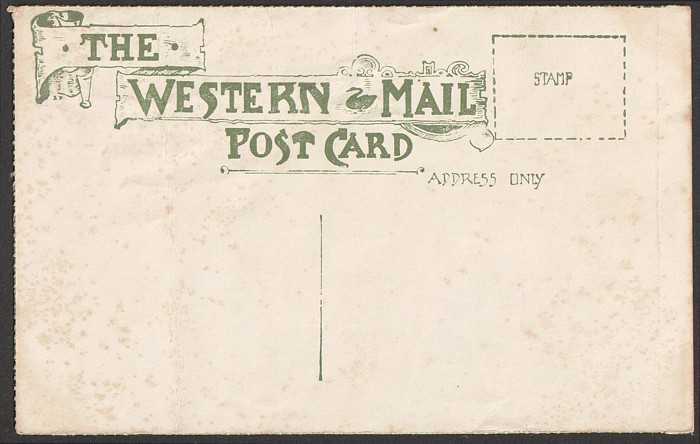 THE
WESTERN MAIL
POST CARD
STAMP
ADDRESS ONLY